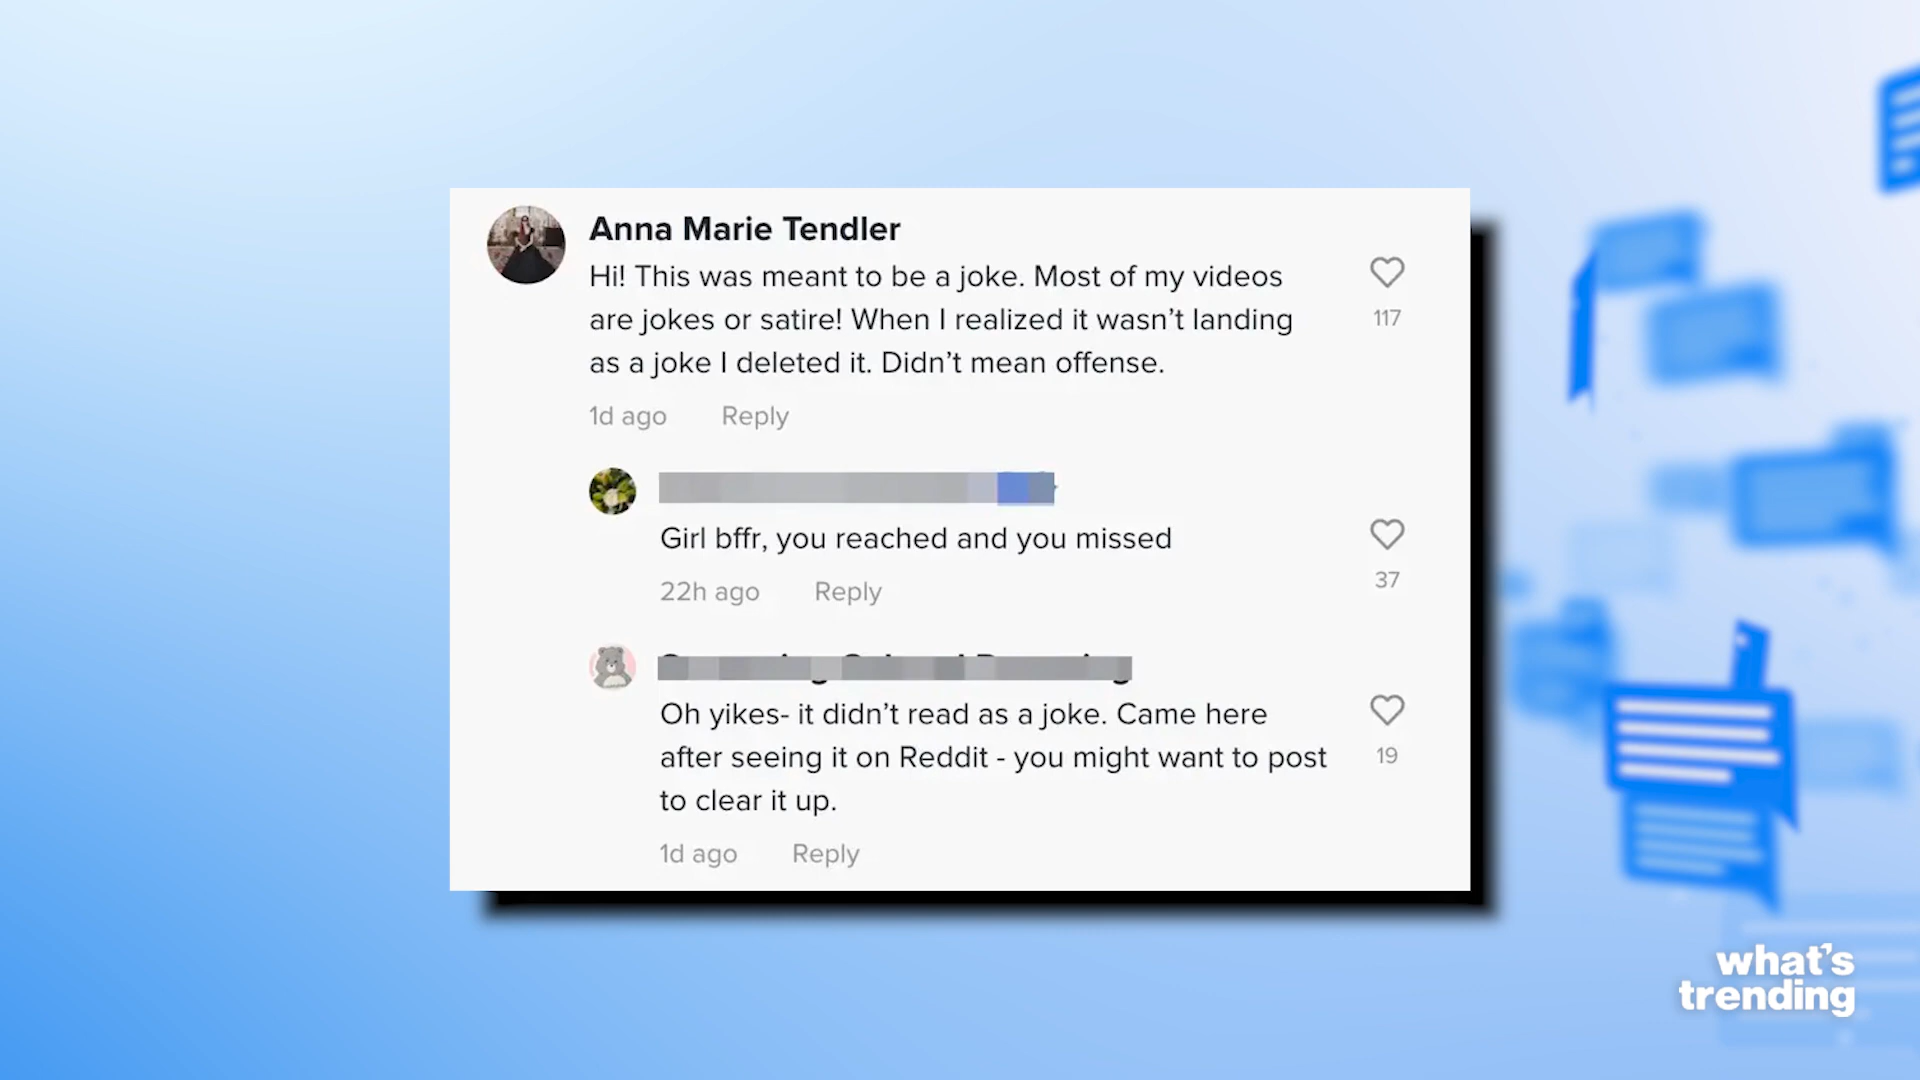 Anna Marie Tendler
Hi! This was meant to be a joke. Most of my videos
are jokes or satire! When I realized it wasn’t landing
as a joke I deleted it. Didn’t mean offense.
117
1d ago Reply
Girl bffr, you reached and you missed
37
22h ago Reply
Oh yikes- it didn’t read as a joke. Came here
after seeing it on Reddit - you might want to post
to clear it up.
19
1d ago Reply
what’s
trending